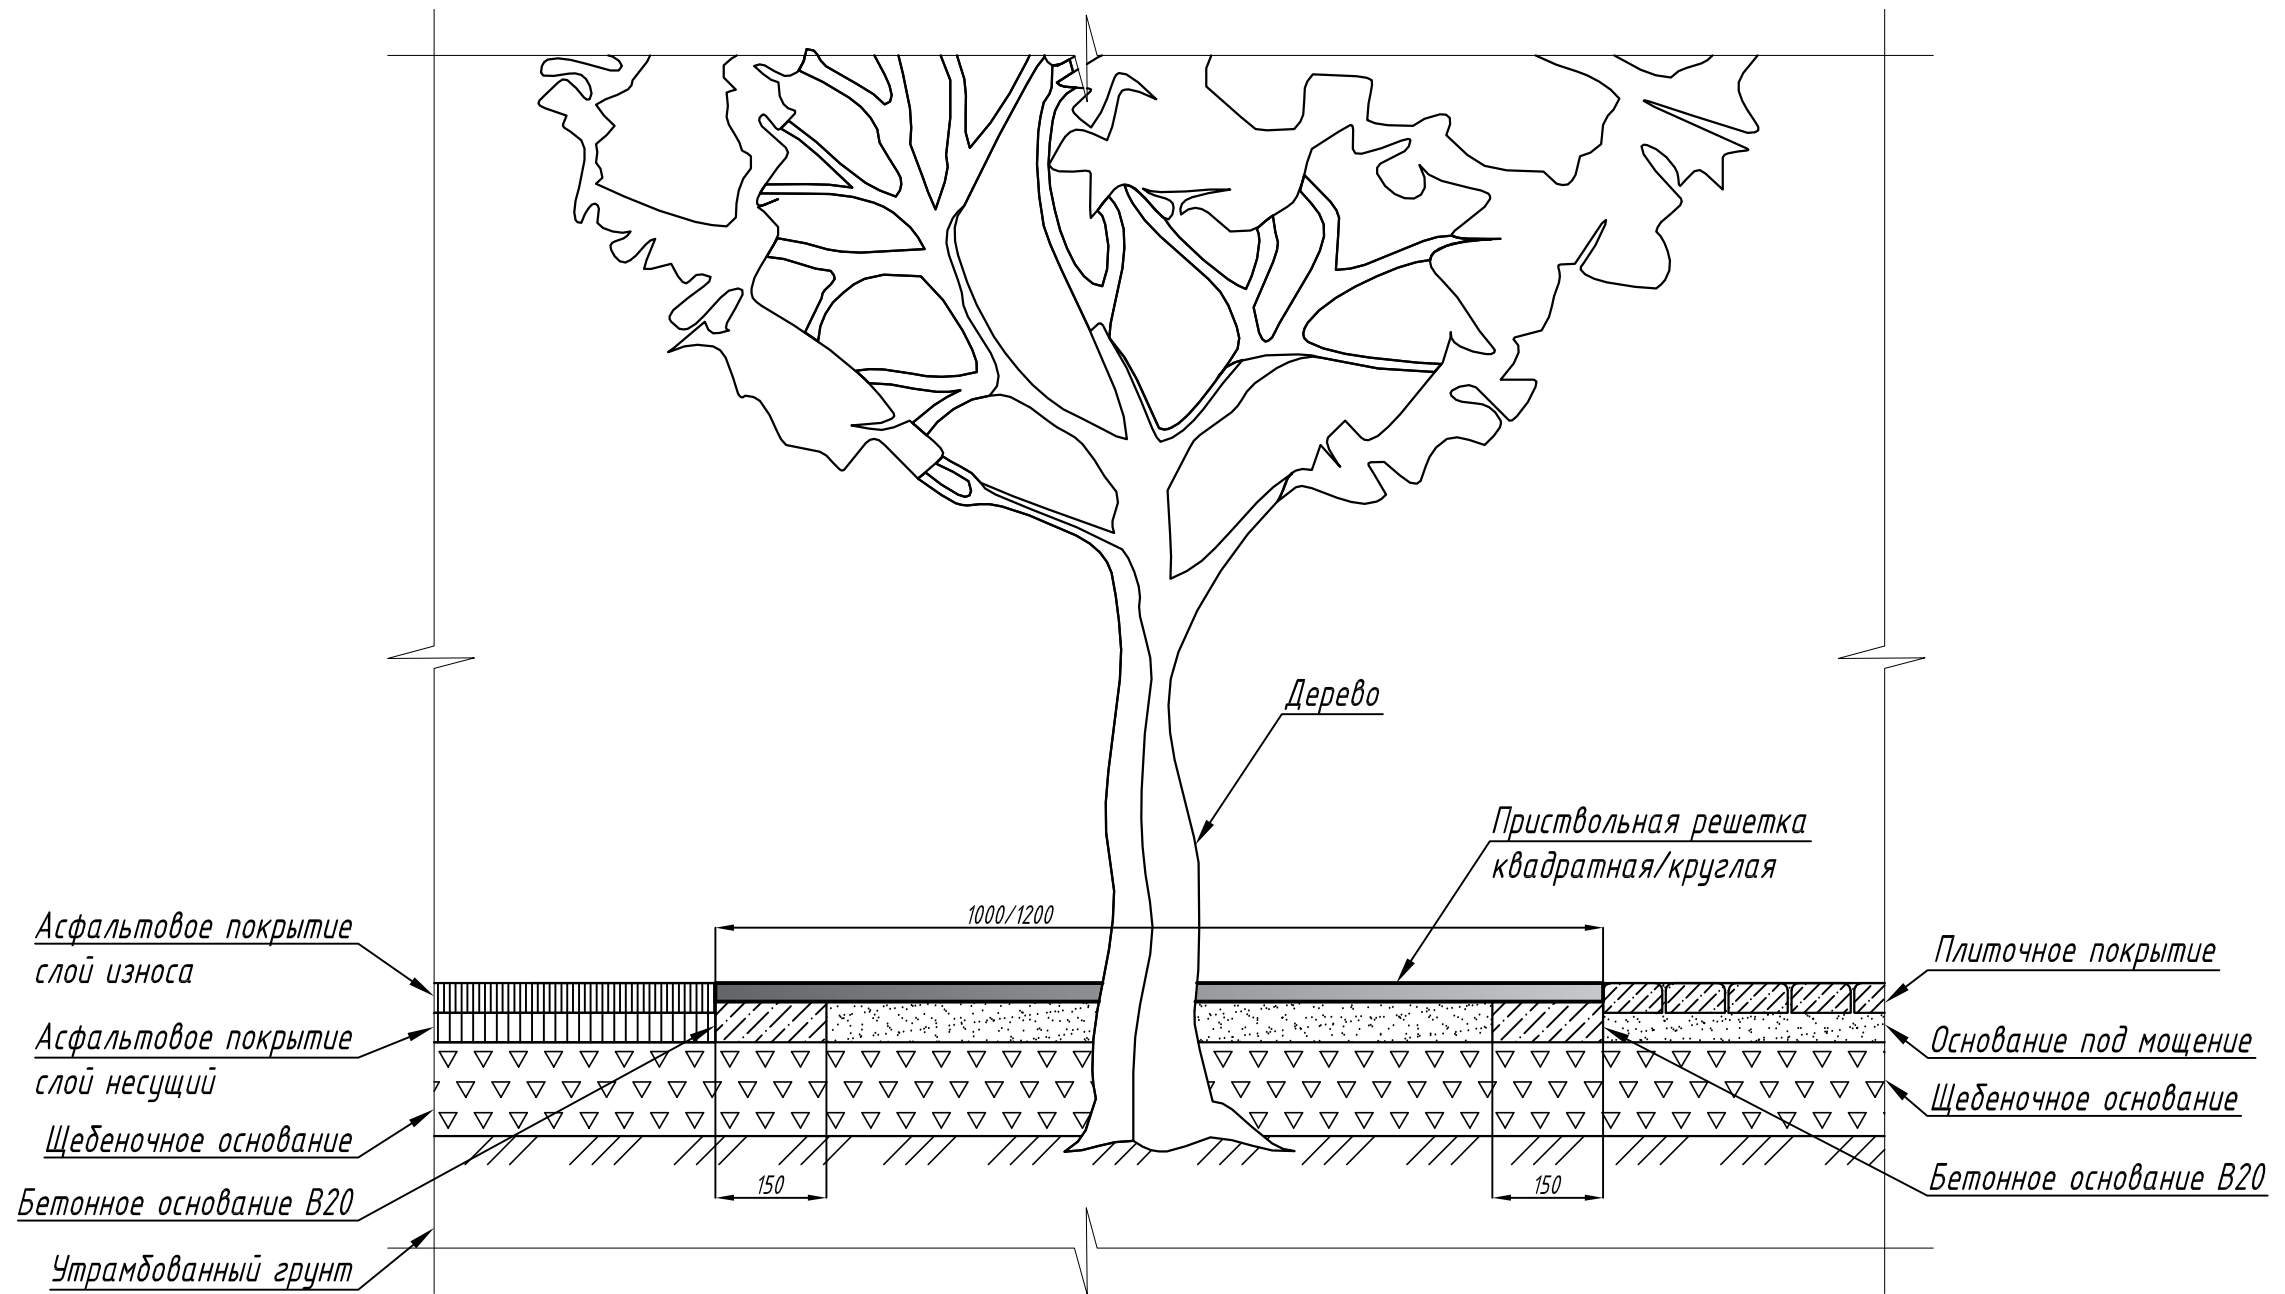 Дерево
Приствольная решетка
квадратная/круглая
1000/1200
Асфальтовое покрытие
слой износа
Асфальтовое покрытие
слой несущий
Щебеночное основание
Бетонное основание В20
Утрамбованный грунт
150
150
Плиточное покрытие
Основание под мощение
Щебеночное основание
Бетонное основание В20